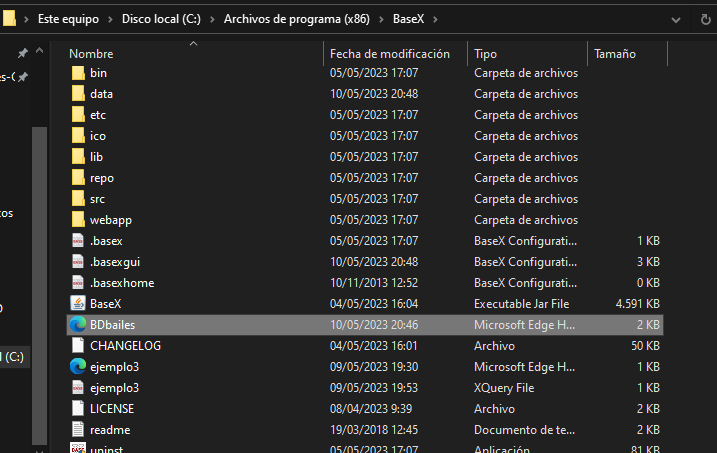 Este equipo > Disco local (C:) > Archivos de programa (x86) > BaseX >
Nombre Fecha de modificación Tipo Tamaño
bin 05/05/2023 17:07 Carpeta de archivos
es-( data 10/05/2023 20:48 Carpeta de archivos
etc 05/05/2023 17:07 Carpeta de archivos
ico 05/05/2023 17:07 Carpeta de archivos
lib 05/05/2023 17:07 Carpeta de archivos
repo 05/05/2023 17:07 Carpeta de archivos
src 05/05/2023 17:07 Carpeta de archivos
tos webapp 05/05/2023 17:07 Carpeta de archivos
.basex 05/05/2023 17:07 BaseX Configurati... 1 KB
.basexgui 10/05/2023 20:48 BaseX Configurati... 3 KB
.basexhome 10/11/2013 12:52 BaseX Configurati... 0 KB
BaseX 04/05/2023 16:04 Executable Jar File 4.591 KB
BDbailes 10/05/2023 20:46 Microsoft Edge H... 2 KB
l (C:) CHANGELOG 04/05/2023 16:01 Archivo 50 KB
ejemplo3 09/05/2023 19:30 Microsoft Edge H... 1 KB
ejemplo3 09/05/2023 19:53 XQuery File 1 KB
LICENSE 08/04/2023 9:39 Archivo 2 KB
readme 19/03/2018 12:45 Documento de te... 2 KB
uninst 05/05/2023 17:07 Aplicación 81 KB